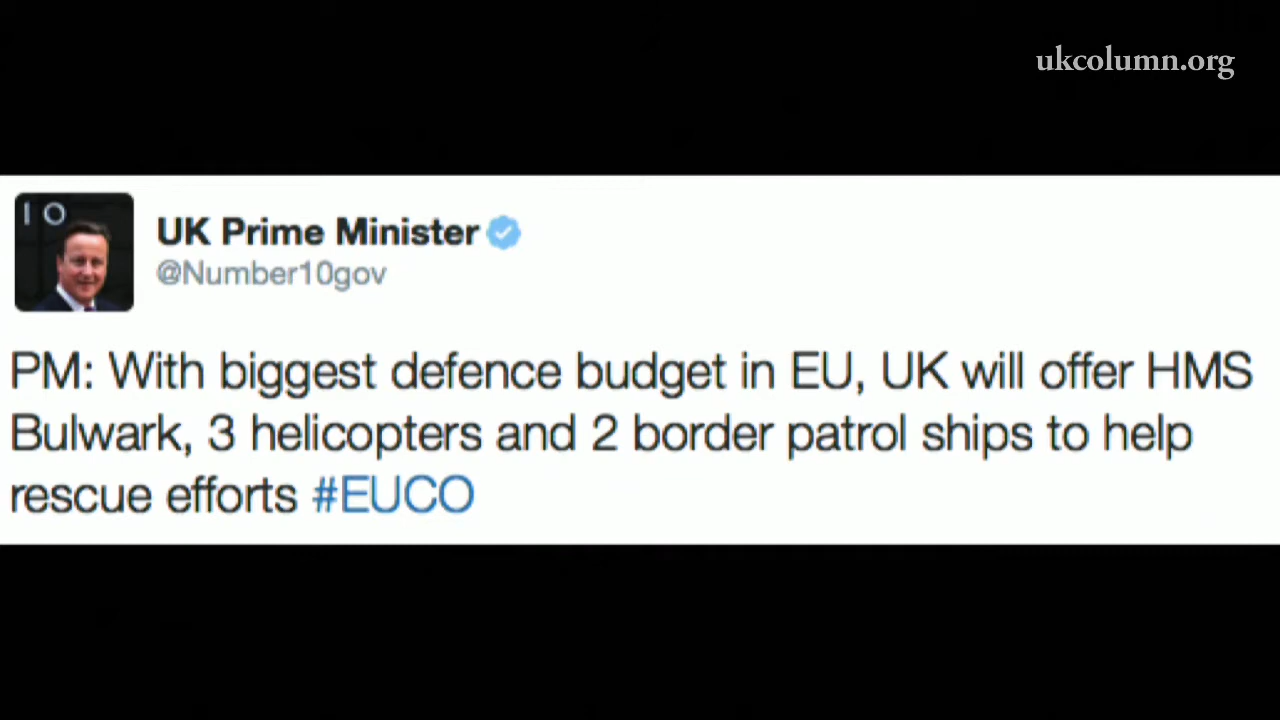 ukcolumn.org
10
UK Prime Minister
@Number10gov
PM: With biggest defence budget in EU, UK will offer HMS
Bulwark, 3 helicopters and 2 border patrol ships to help
rescue efforts #EUCO